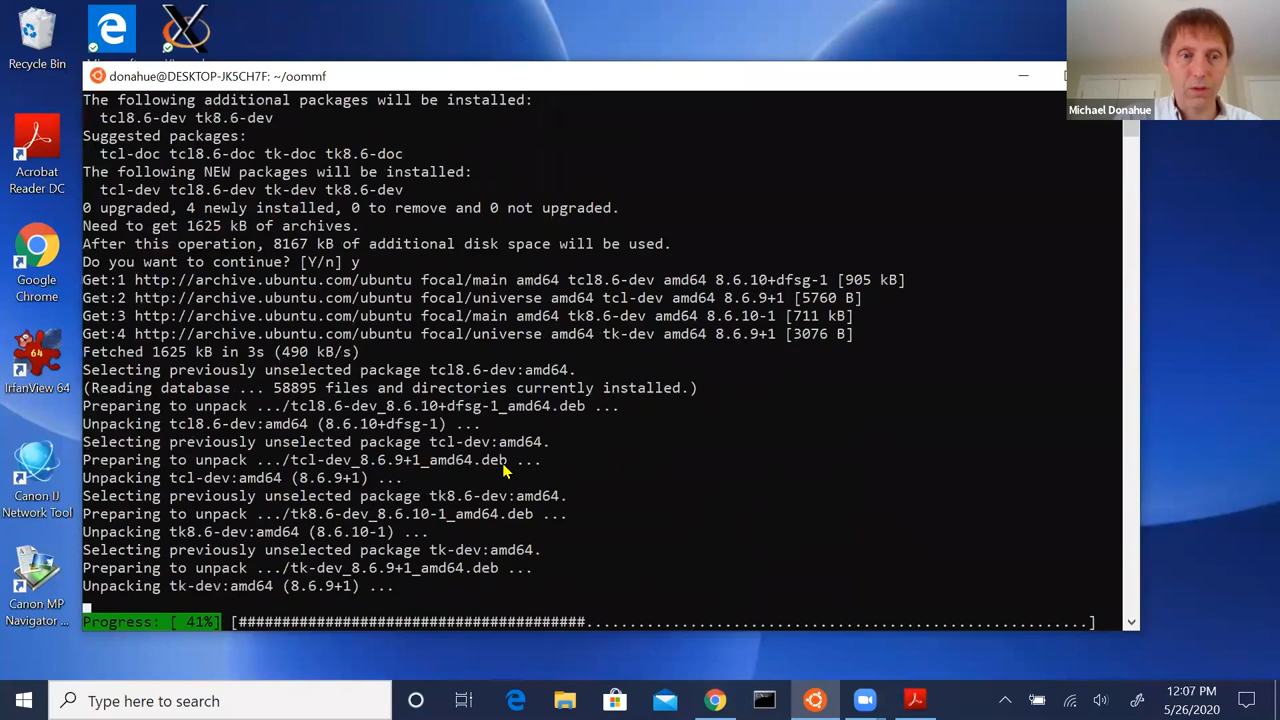 Recycle Bin
Acrobat
Reader DC
Google
Chrome
64
IrfanView 64
Canon IJ
Network Tool
Canon MP
Navigator ...
donahue@DESKTOP-JK5CH7F: ~/oommf
The following additional packages will be installed:
tcl8.6-dev tk8.6-dev
Suggested packages:
tcl-doc tcl8.6-doc tk-doc tk8.6-doc
The following NEW packages will be installed:
tcl-dev tcl8.6-dev tk-dev tk8.6-dev
0 upgraded, 4 newly installed, 0 to remove and 0 not upgraded.
Need to get 1625 kB of archives.
After this operation, 8167 kB of additional disk space will be used.
Do you want to continue? [Y/n] y
Get:1 http://archive.ubuntu.com/ubuntu focal/main amd64 tcl8.6-dev amd64 8.6.10+dfsg-1 [905 kB]
Get:2 http://archive.ubuntu.com/ubuntu focal/universe amd64 tcl-dev amd64 8.6.9+1 [5760 B]
Get:3 http://archive.ubuntu.com/ubuntu focal/main amd64 tk8.6-dev amd64 8.6.10-1 [711 kB]
Get:4 http://archive.ubuntu.com/ubuntu focal/universe amd64 tk-dev amd64 8.6.9+1 [3076 B]
Fetched 1625 kB in 3s (490 kB/s)
Selecting previously unselected package tcl8.6-dev:amd64.
(Reading database ... 58895 files and directories currently installed.)
Preparing to unpack .../tcl8.6-dev_8.6.10+dfsg-1_amd64.deb ...
Unpacking tcl8.6-dev:amd64 (8.6.10+dfsg-1) ...
Selecting previously unselected package tcl-dev:amd64.
Preparing to unpack .../tcl-dev_8.6.9+1_amd64.deb ...
Unpacking tcl-dev:amd64 (8.6.9+1) ...
Selecting previously unselected package tk8.6-dev:amd64.
Preparing to unpack .../tk8.6-dev_8.6.10-1_amd64.deb ...
Unpacking tk8.6-dev:amd64 (8.6.10-1) ...
Selecting previously unselected package tk-dev:amd64.
Preparing to unpack .../tk-dev_8.6.9+1_amd64.deb ...
Unpacking tk-dev:amd64 (8.6.9+1) ...
Progress: [ 41%] [########################################..........................................................]
Michael Donahue
Type here to search
12:07 PM
5/26/2020